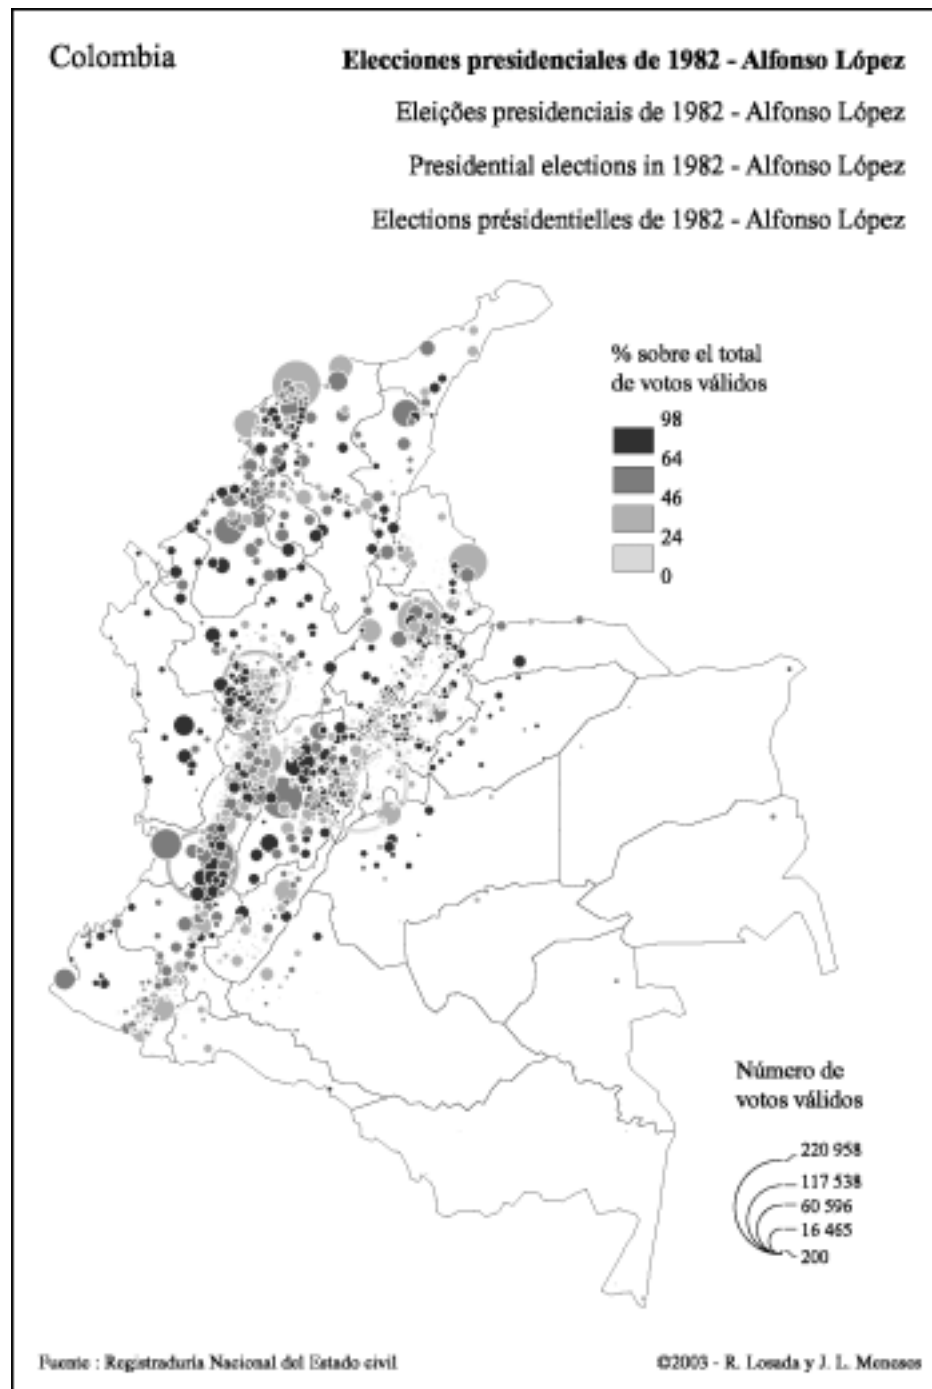 Colombia
Elecciones presidenciales de 1982 - Alfonso López
Eleições presidenciais de 1982 - Alfonso López
Presidential elections in 1982 - Alfonso López
Elections présidentielles de 1982 - Alfonso López
% sobre el total
de votos válidos
98
64
46
24
0
Número de
votos válidos
220 958
117 538
60 596
16 465
200
Fuente : Registraduría Nacional del Estado civil
©2003 - R. Losada y J. L. Meneses